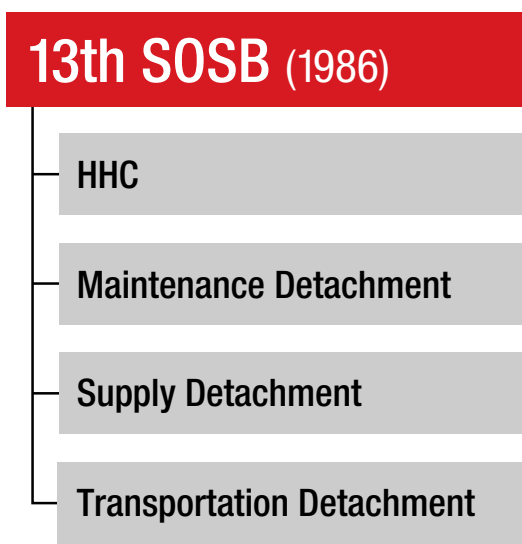 13th SOSB (1986)
HHC
Maintenance Detachment
Supply Detachment
Transportation Detachment